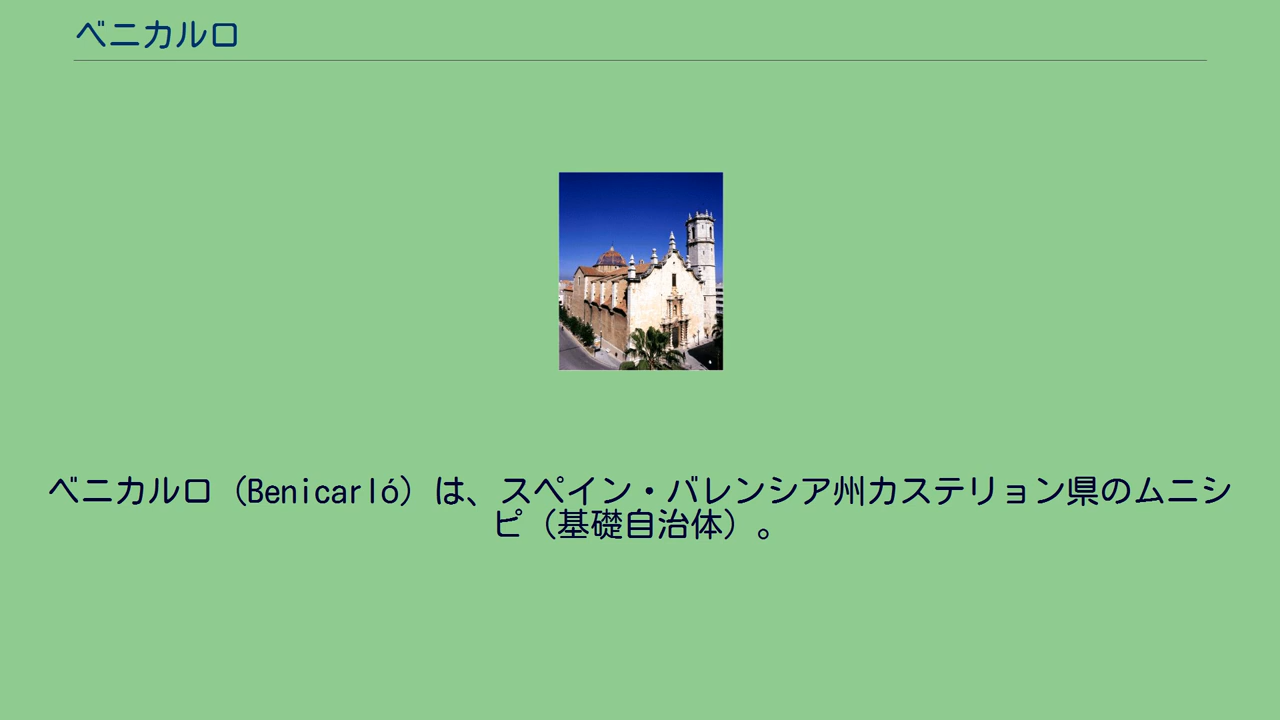 ベニカルロ
ベニカルロ（Benicarló）は、スペイン・バレンシア州カステリョン県のムニシ
ピ（基礎自治体）。